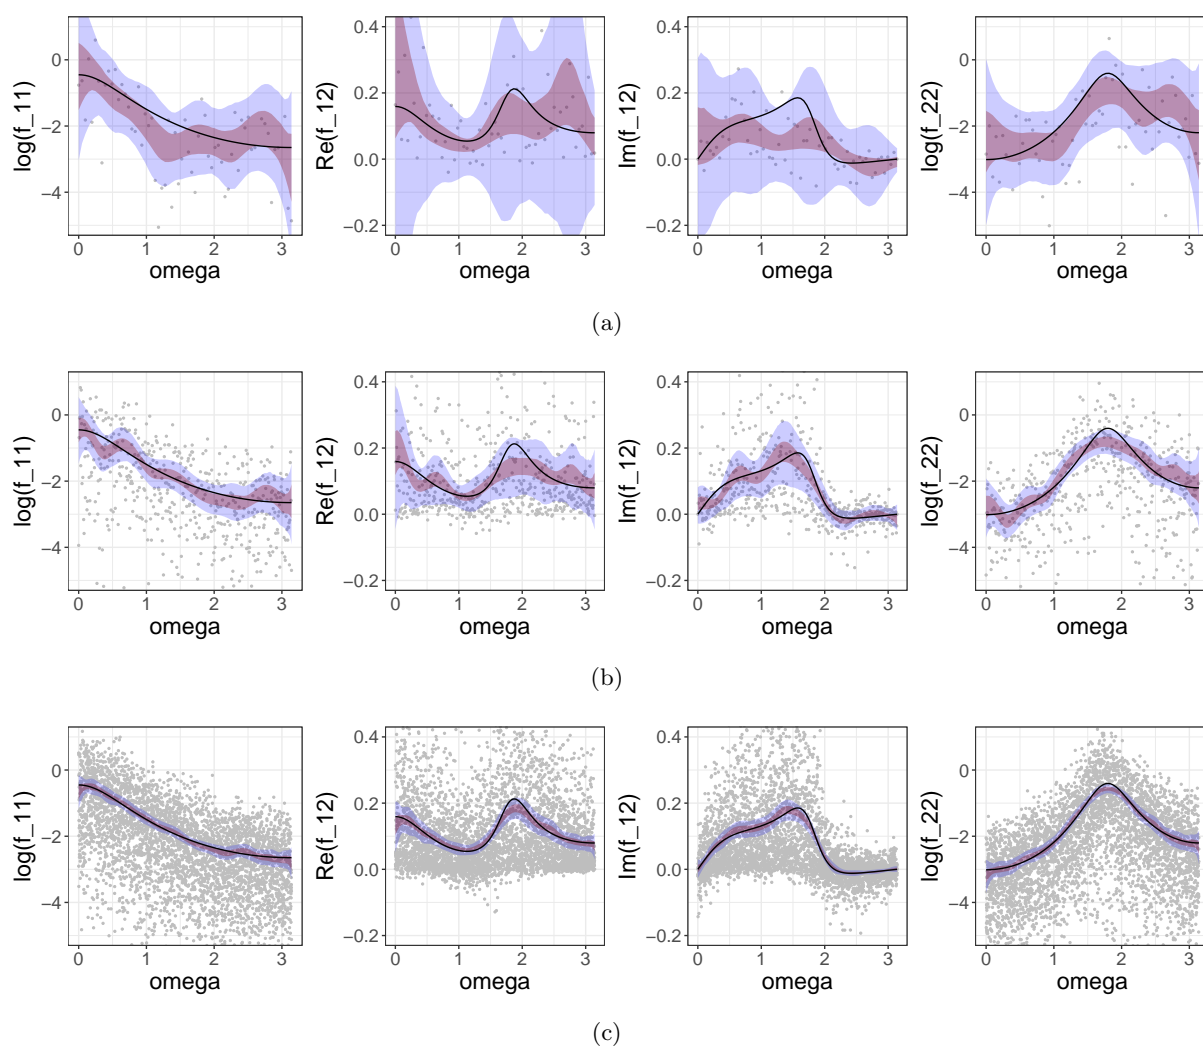 log(f_11)
0
−2
−4
0 1 2 3
omega
Re(f_12)
0.4
0.2
0.0
−0.2
0 1 2 3
omega
Im(f_12)
0.4
0.2
0.0
−0.2
0 1 2 3
omega
log(f_22)
0
−2
−4
0 1 2 3
omega
(a)
log(f_11)
0
−2
−4
0 1 2 3
omega
Re(f_12)
0.4
0.2
0.0
−0.2
0 1 2 3
omega
Im(f_12)
0.4
0.2
0.0
−0.2
0 1 2 3
omega
log(f_22)
0
−2
−4
0 1 2 3
omega
(b)
log(f_11)
0
−2
−4
0 1 2 3
omega
Re(f_12)
0.4
0.2
0.0
−0.2
0 1 2 3
omega
Im(f_12)
0.4
0.2
0.0
−0.2
0 1 2 3
omega
log(f_22)
0
−2
−4
0 1 2 3
omega
(c)